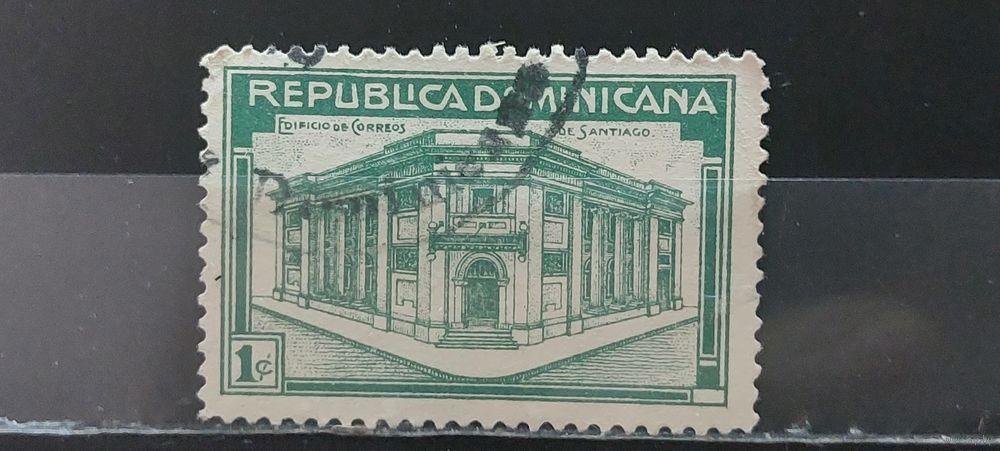 REPUBLICA DOMINICANA
EDIFICIO DE CORREOS DE SANTIAGO.
1¢